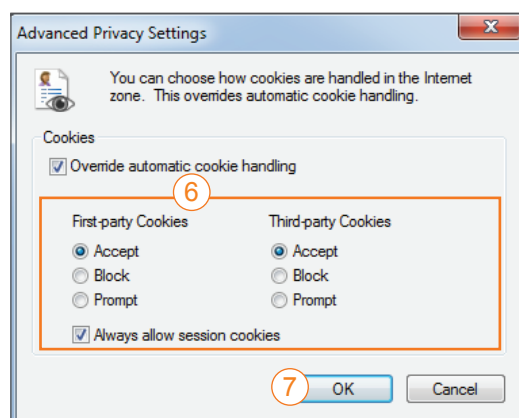 Advanced Privacy Settings
X
You can choose how cookies are handled in the Internet
zone. This overrides automatic cookie handling.
Cookies
Override automatic cookie handling
6
First-party Cookies Third-party Cookies
Accept Accept
Block Block
Prompt Prompt
Always allow session cookies
7 OK Cancel